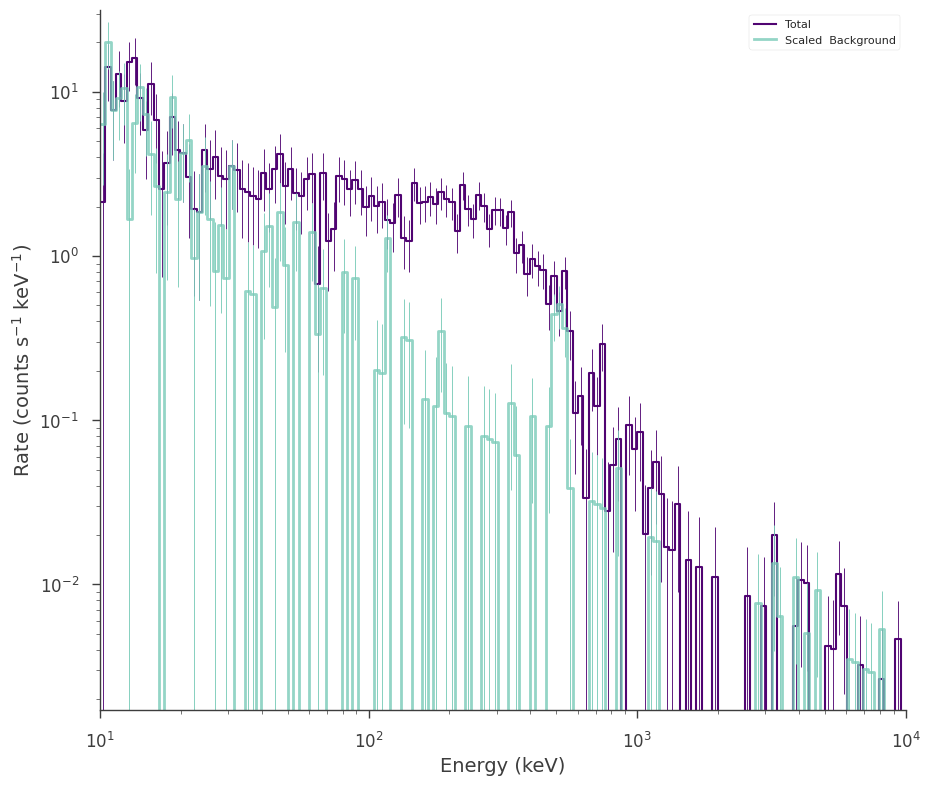 Total
Scaled  Background
10¹
10⁰
10⁻¹
10⁻²
Rate (counts s⁻¹ keV⁻¹)
10¹ 10² 10³ 10⁴
Energy (keV)